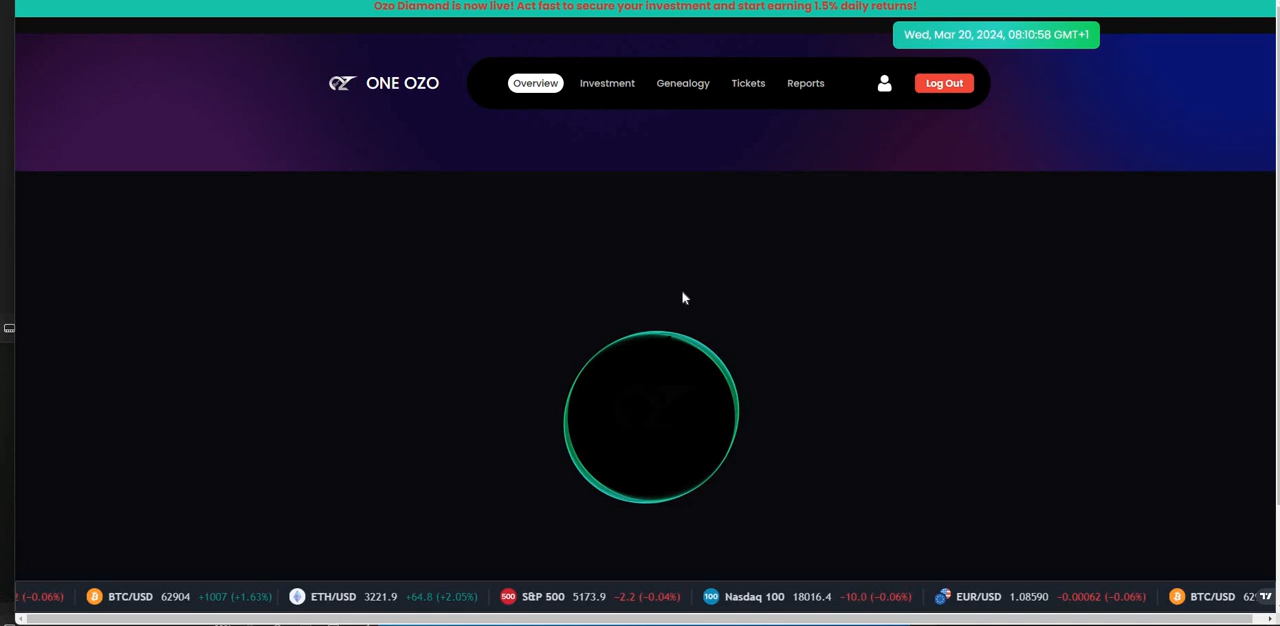 Ozo Diamond is now live! Act fast to secure your investment and start earning 1.5% daily returns!
Wed, Mar 20, 2024, 08:10:58 GMT+1
ONE OZO Overview Investment Genealogy Tickets Reports Log Out
(−0.06%) BTC/USD 62904 +1007 (+1.63%) ETH/USD 3221.9 +64.8 (+2.05%) 500 S&P 500 5173.9 −2.2 (−0.04%) 100 Nasdaq 100 18016.4 −10.0 (−0.06%) EUR/USD 1.08590 −0.00062 (−0.06%) BTC/USD